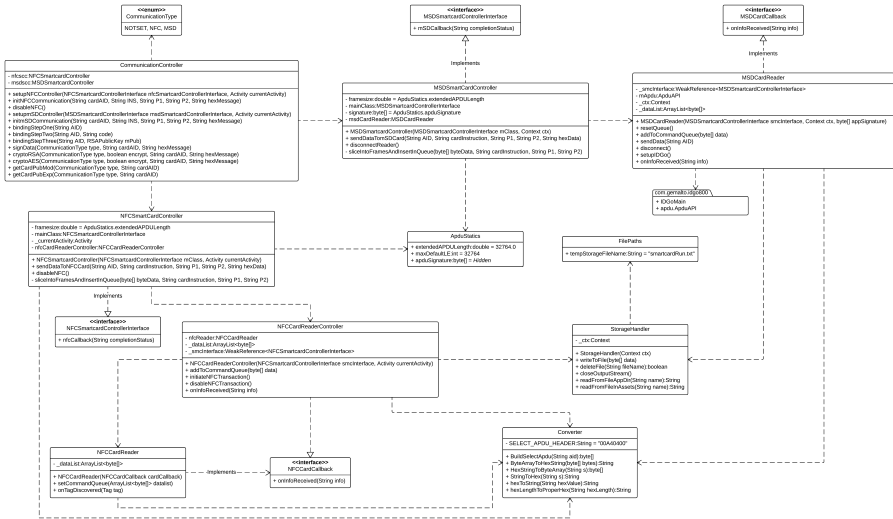 <<enum>>
CommunicationType
NOTSET, NFC, MSD
<<interface>>
MSDSmartcardControllerInterface
+ mSDCallback(String completionStatus)
<<interface>>
MSDCardCallback
+ onInfoReceived(String info)
Implements
Implements
CommunicationController
- nfcscc:NFCSmartcardController
- msdscc:MSDSmartcardController
+ setupNFCController(NFCSmartcardControllerInterface nfcSmartcardInterface, Activity currentActivity)
+ initNFCCommunication(String cardAID, String INS, String P1, String P2, String hexMessage)
+ disableNFC()
+ setupmSDController(MSDSmartcardControllerInterface msdSmartcardInterface, Activity currentActivity)
+ initmSDCommunication(String cardAID, String INS, String P1, String P2, String hexMessage)
+ bindingStepOne(String AID)
+ bindingStepTwo(String AID, String code)
+ bindingStepThree(String AID, RSAPublicKey mPub)
+ signData(CommunicationType type, String cardAID, String hexMessage)
+ cryptoRSA(CommunicationType type, boolean encrypt, String cardAID, String hexMessage)
+ cryptoAES(CommunicationType type, boolean encrypt, String cardAID, String hexMessage)
+ getCardPubMod(CommunicationType type, String cardAID)
+ getCardPubExp(CommunicationType type, String cardAID)
MSDSmartcardController
- framesize:double = ApduStatics.extendedAPDULength
- mainClass:MSDSmartcardControllerInterface
- signature:byte[] = ApduStatics.apduSignature
- msdCardReader:MSDCardReader
+ MSDSmartcardController(MSDSmartcardControllerInterface mClass, Context ctx)
+ sendDataTomSDCard(String AID, String cardInstruction, String P1, String P2, String hexData)
+ disconnectReader()
- sliceIntoFramesAndInsertInQueue(byte[] byteData, String cardInstruction, String P1, String P2)
MSDCardReader
- _smcInterface:WeakReference<MSDSmartcardControllerInterface>
- mApdu:ApduAPI
- _ctx:Context
- _dataList:ArrayList<byte[]>
+ MSDCardReader(MSDSmartcardControllerInterface smcInterface, Context ctx, byte[] appSignature)
+ resetQueue()
+ addToCommandQueue(byte[] data)
+ sendData(String AID)
+ disconnect()
+ setupIDGo()
+ onInfoReceived(String info)
com.gemalto.idgo800
+ IDGoMain
+ apdu.ApduAPI
NFCSmartCardController
- framesize:double = ApduStatics.extendedAPDULength
- mainClass:NFCSmartcardControllerInterface
- _currentActivity:Activity
- nfcCardReaderController:NFCCardReaderController
+ NFCSmartcardController(NFCSmartcardControllerInterface mClass, Activity currentActivity)
+ sendDataToNFCCard(String AID, String cardInstruction, String P1, String P2, String hexData)
+ disableNFC()
- sliceIntoFramesAndInsertInQueue(byte[] byteData, String cardInstruction, String P1, String P2)
ApduStatics
+ extendedAPDULength:double = 32764.0
+ maxDefaultLE:int = 32764
+ apduSignature:byte[] = Hidden
FilePaths
+ tempStorageFileName:String = "smartcardRun.txt"
Implements
<<interface>>
NFCSmartcardControllerInterface
+ nfcCallback(String completionStatus)
NFCCardReaderController
- nfcReader:NFCCardReader
- _dataList:ArrayList<byte[]>
- _smcInterface:WeakReference<NFCSmartcardControllerInterface>
+ NFCCardReaderController(NFCSmartcardControllerInterface smcInterface, Activity currentActivity)
+ addToCommandQueue(byte[] data)
+ initiateNFCTransaction()
+ disableNFCTransaction()
+ onInfoReceived(String info)
StorageHandler
- _ctx:Context
+ StorageHandler(Context ctx)
+ writeToFile(byte[] data)
+ deleteFile(String fileName):boolean
+ closeOutputStream()
+ readFromFileAppDir(String name):String
+ readFromFileInAssets(String name):String
NFCCardReader
- _dataList:ArrayList<byte[]>
+ NFCCardReader(NFCCardCallback cardCallback)
+ setCommandQueue(ArrayList<byte[]> datalist)
+ onTagDiscovered(Tag tag)
Implements
<<interface>>
NFCCardCallback
+ onInfoReceived(String info)
Converter
- SELECT_APDU_HEADER:String = "00A40400"
+ BuildSelectApdu(String aid):byte[]
+ ByteArrayToHexString(byte[] bytes):String
+ HexStringToByteArray(String s):byte[]
+ StringToHex(String s):String
+ hexToString(String hexValue):String
+ hexLengthToProperHex(String hexLength):String